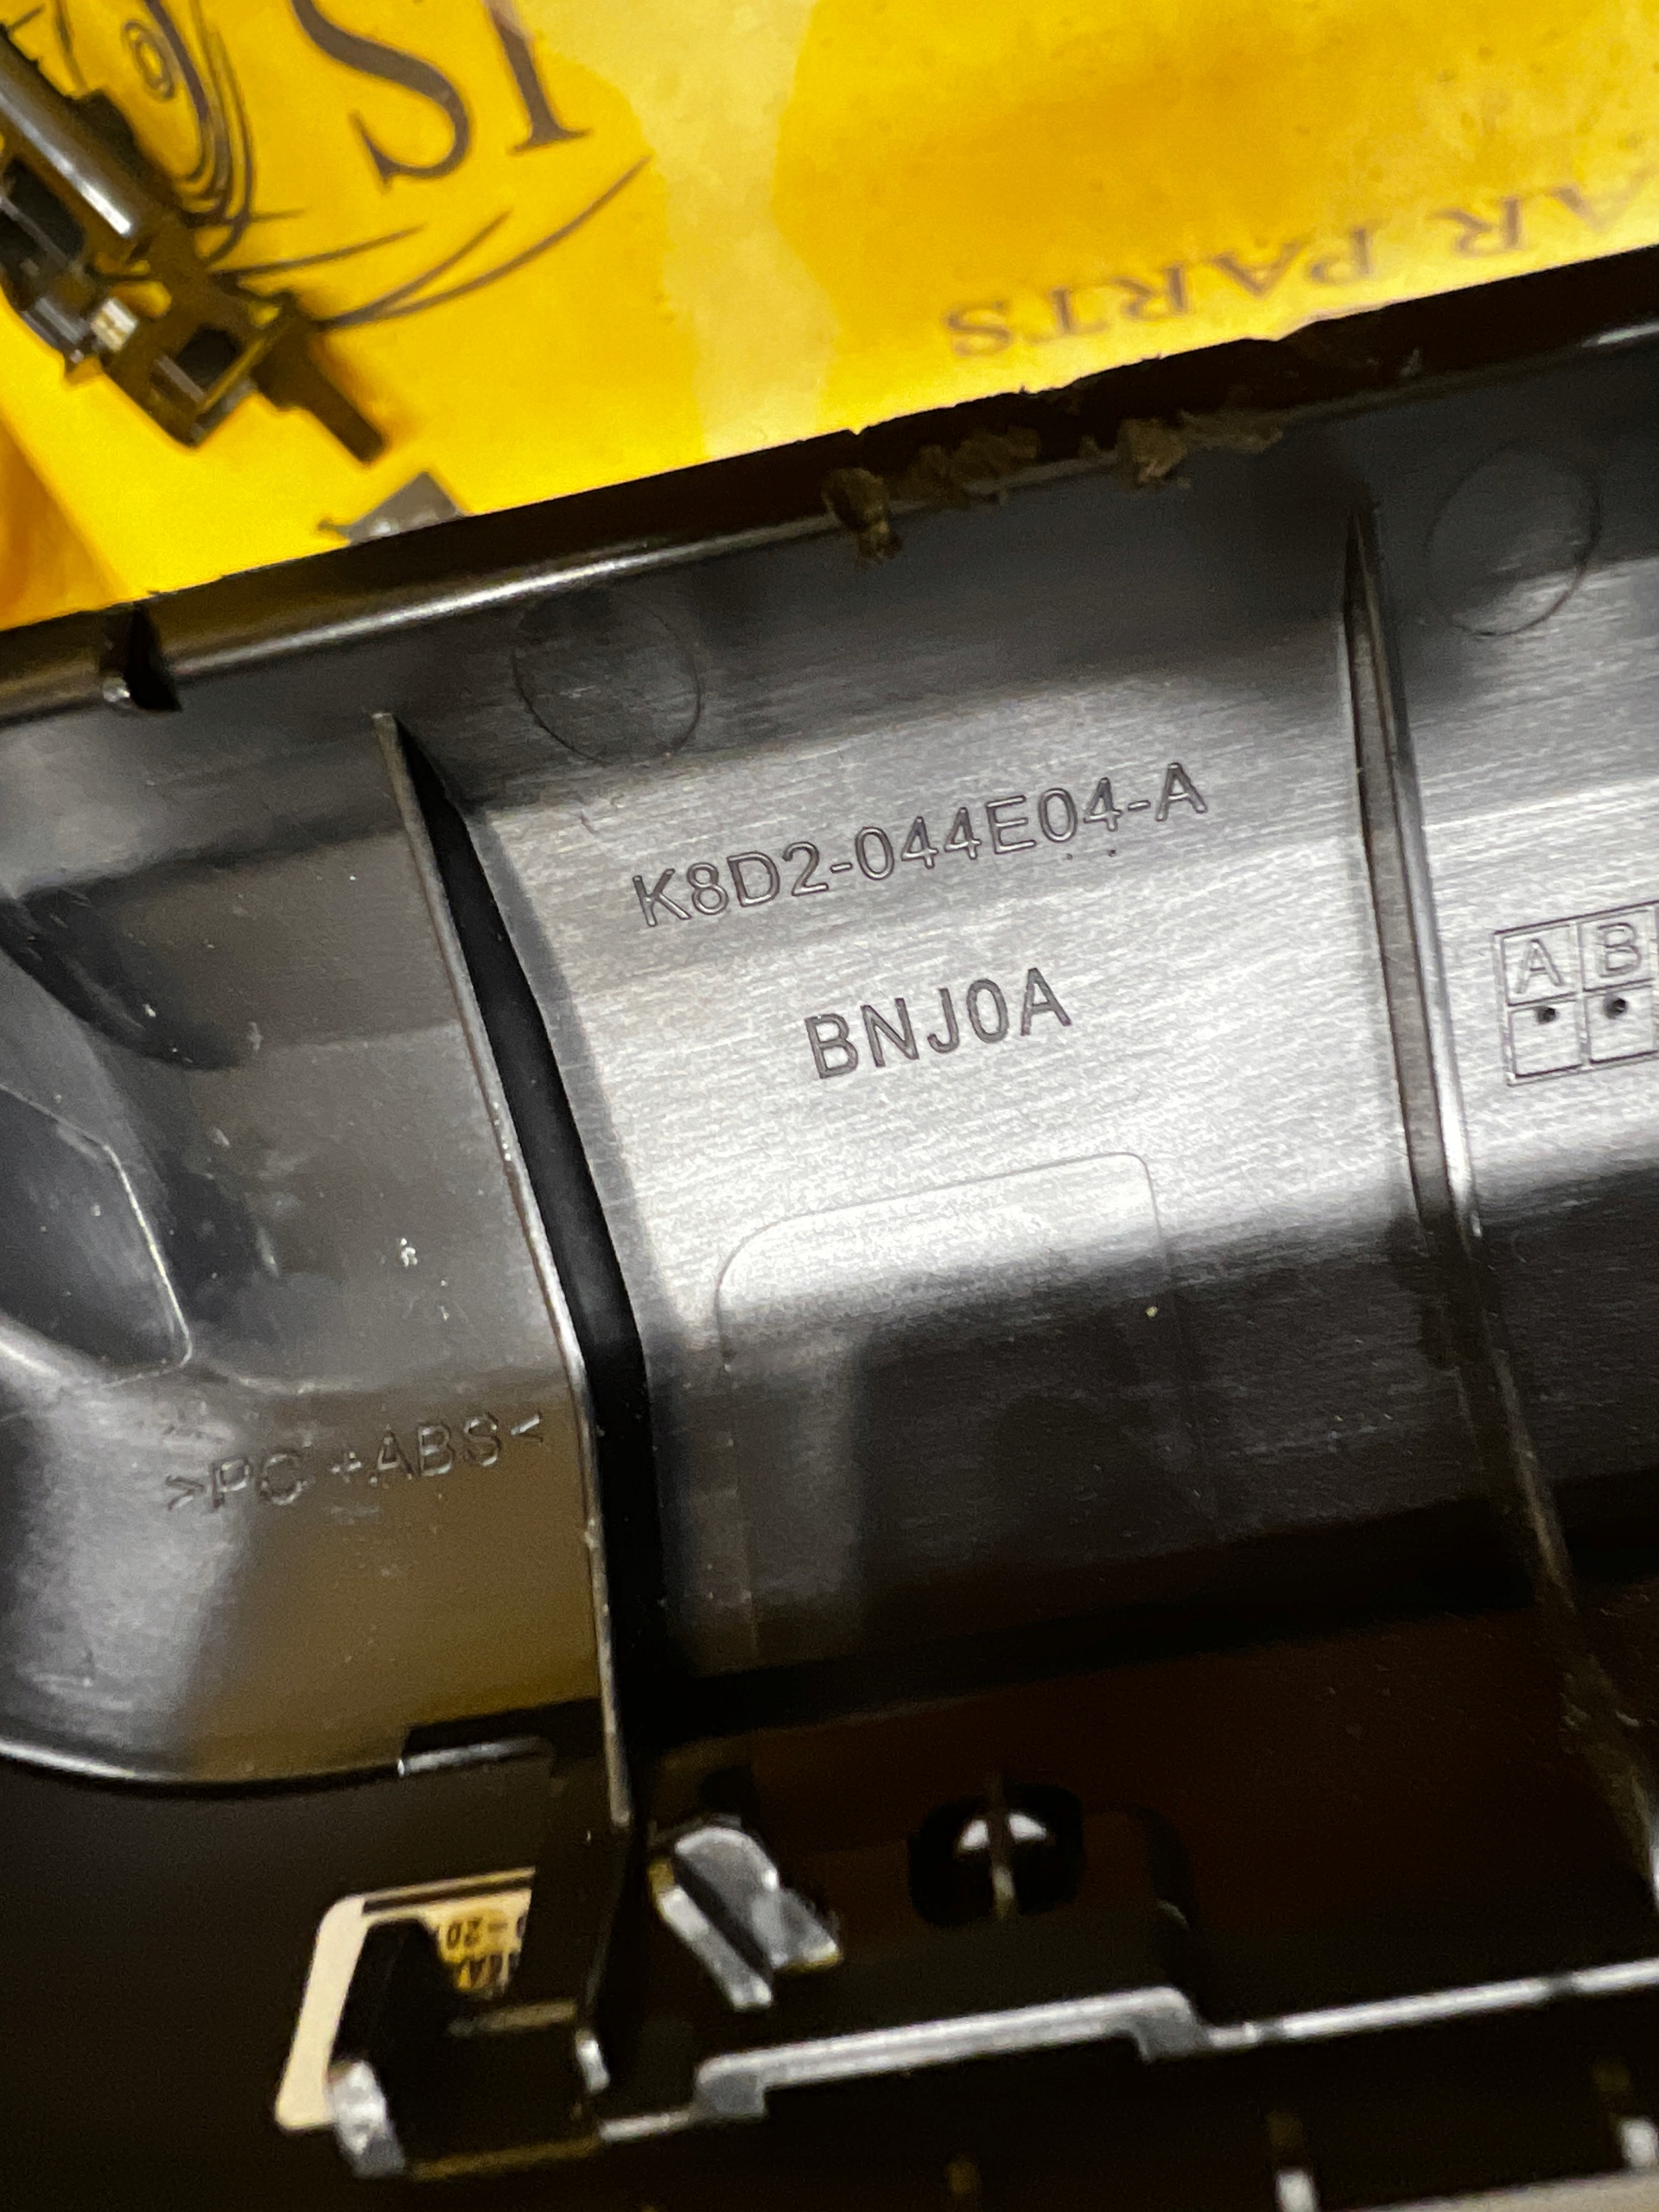 IS
AR PARTS
K8D2-044E04-A
BNJ0A
A B
>PC+ABS<